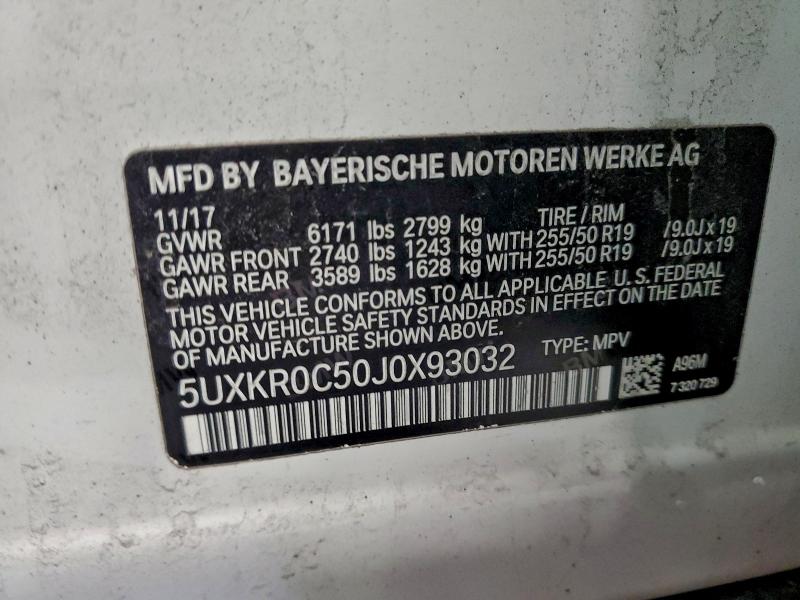 MFD BY BAYERISCHE MOTOREN WERKE AG
11/17 TIRE / RIM
GVWR 6171 lbs 2799 kg
GAWR FRONT 2740 lbs 1243 kg WITH 255/50 R19 /9.0J x 19
GAWR REAR 3589 lbs 1628 kg WITH 255/50 R19 /9.0J x 19
THIS VEHICLE CONFORMS TO ALL APPLICABLE U.S. FEDERAL
MOTOR VEHICLE SAFETY STANDARDS IN EFFECT ON THE DATE
OF MANUFACTURE SHOWN ABOVE.
TYPE: MPV
5UXKR0C50J0X93032
A96M
7 320 729